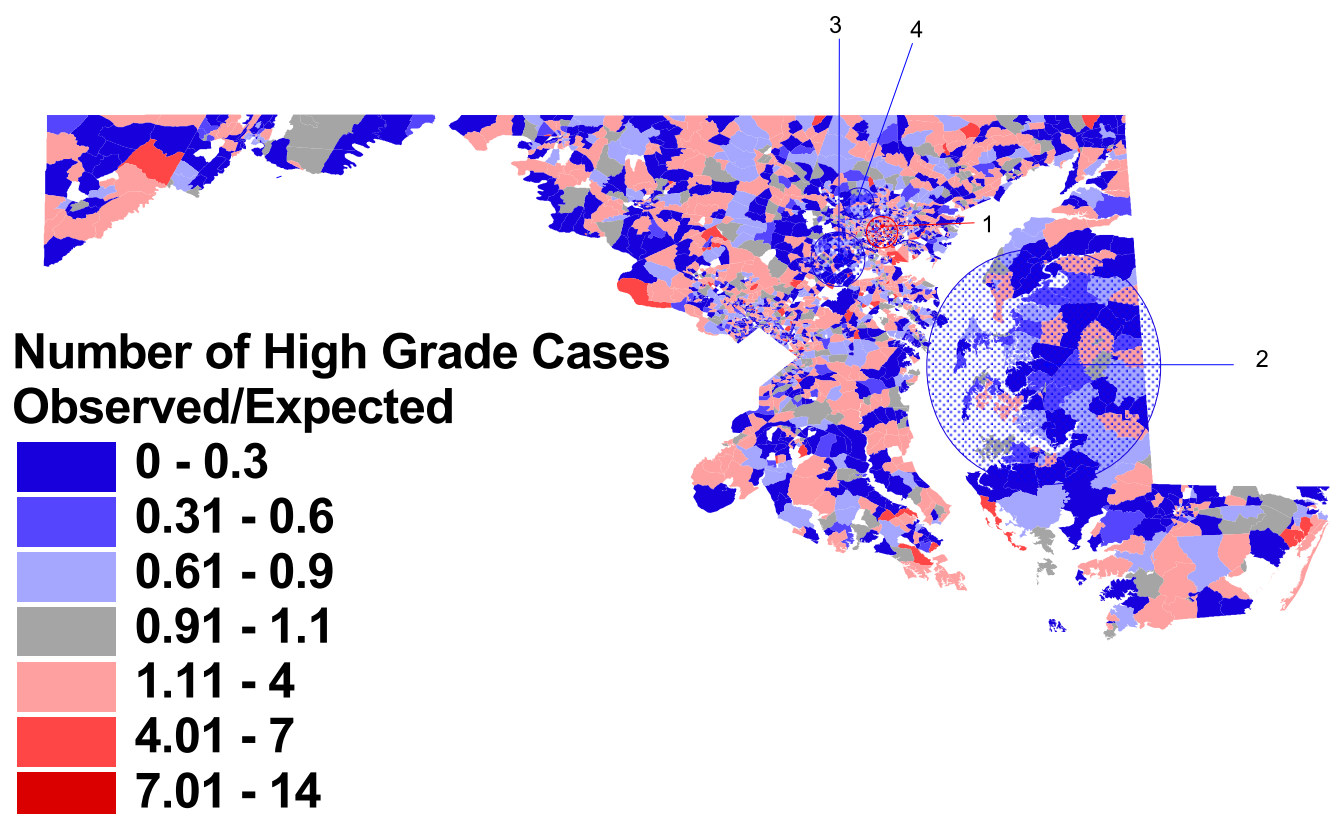 3
4
1
2
Number of High Grade Cases
Observed/Expected
0 - 0.3
0.31 - 0.6
0.61 - 0.9
0.91 - 1.1
1.11 - 4
4.01 - 7
7.01 - 14